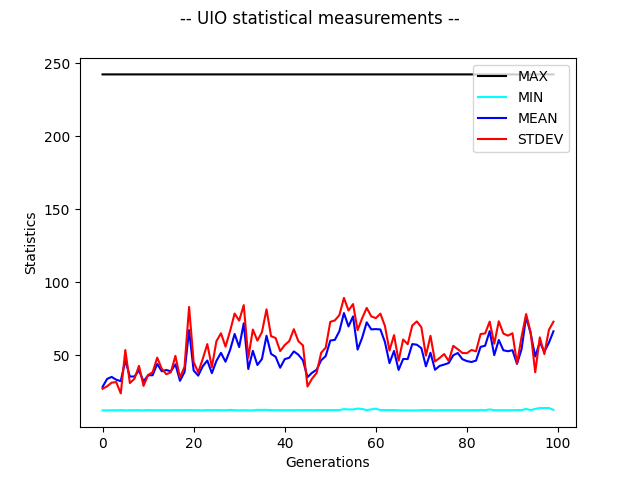 -- UIO statistical measurements --
250
200
150
100
50
Statistics
MAX
MIN
MEAN
STDEV
0 20 40 60 80 100
Generations